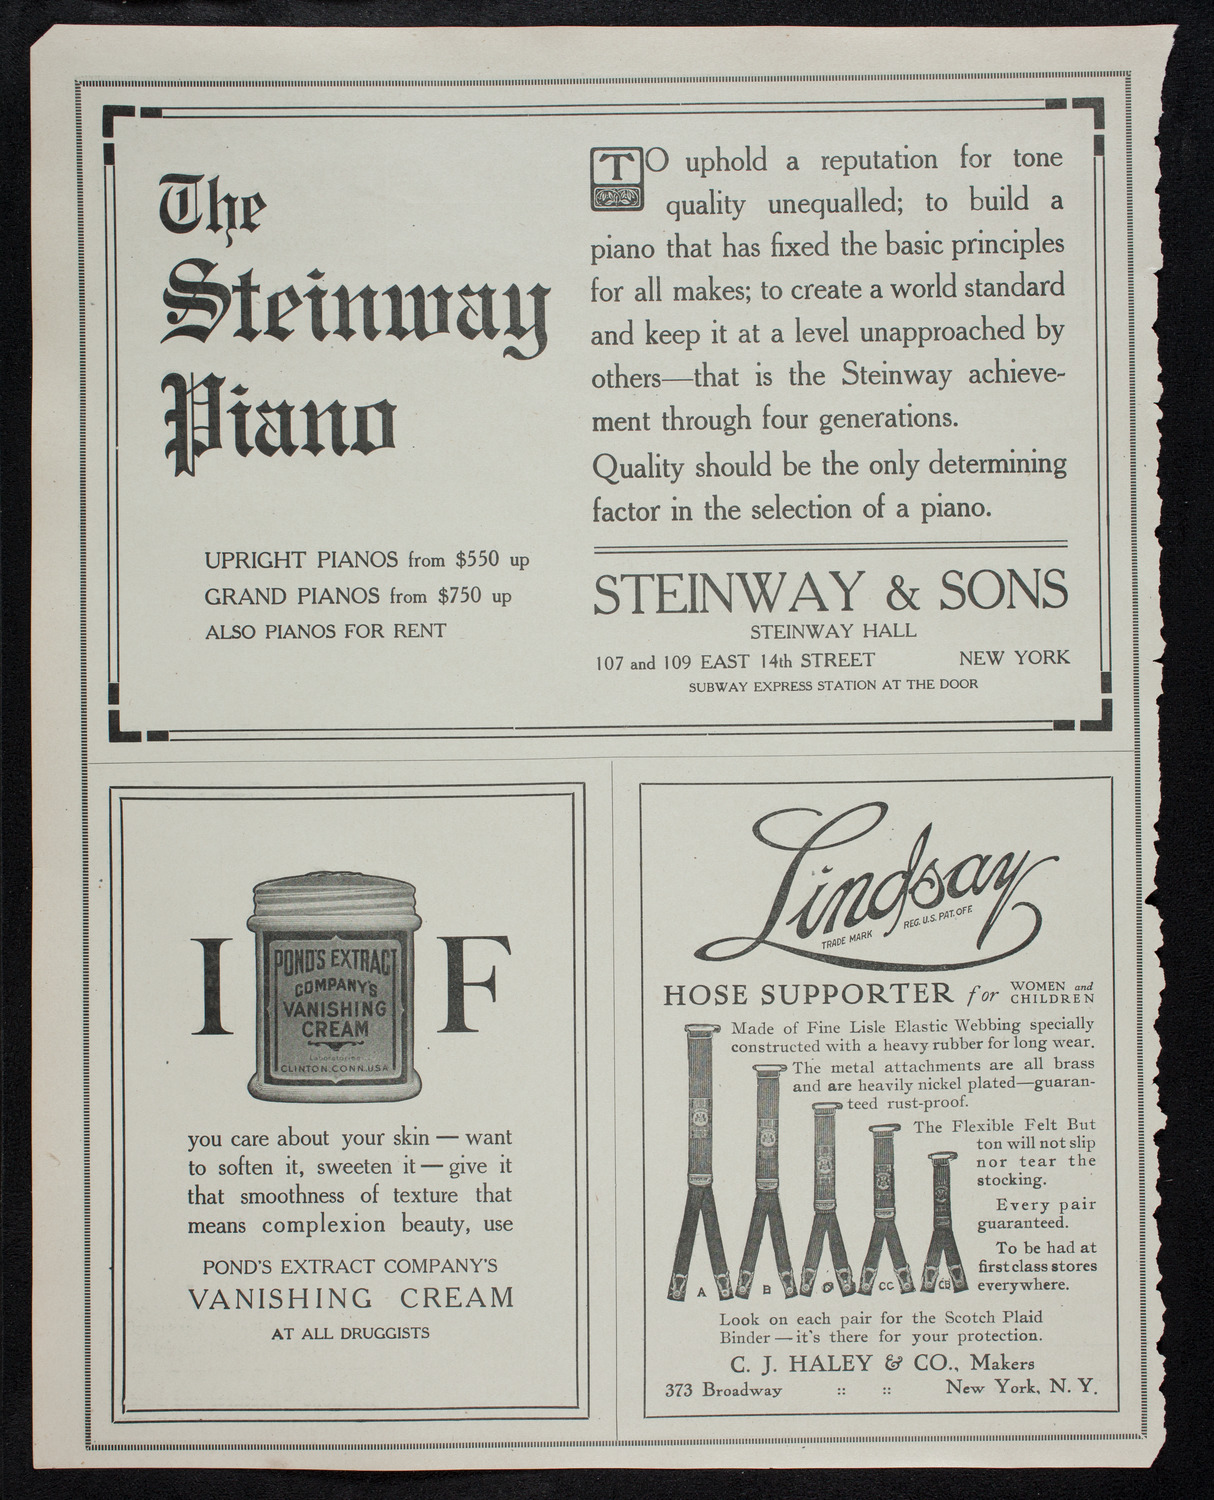 The
Steinway
Piano
UPRIGHT PIANOS from $550 up
GRAND PIANOS from $750 up
ALSO PIANOS FOR RENT
TO uphold a reputation for tone
quality unequalled; to build a
piano that has fixed the basic principles
for all makes; to create a world standard
and keep it at a level unapproached by
others—that is the Steinway achieve-
ment through four generations.
Quality should be the only determining
factor in the selection of a piano.
STEINWAY & SONS
STEINWAY HALL
107 and 109 EAST 14th STREET NEW YORK
SUBWAY EXPRESS STATION AT THE DOOR
I F
POND'S EXTRACT
COMPANY'S
VANISHING
CREAM
Laboratories
CLINTON.CONN.USA
you care about your skin — want
to soften it, sweeten it — give it
that smoothness of texture that
means complexion beauty, use
POND'S EXTRACT COMPANY'S
VANISHING CREAM
AT ALL DRUGGISTS
Lindsay
TRADE MARK REG. U.S. PAT. OFF.
HOSE SUPPORTER for WOMEN and
CHILDREN
Made of Fine Lisle Elastic Webbing specially
constructed with a heavy rubber for long wear.
The metal attachments are all brass
and are heavily nickel plated—guaran-
teed rust-proof.
The Flexible Felt But
ton will not slip
nor tear the
stocking.
Every pair
guaranteed.
To be had at
first class stores
everywhere.
A B CC CB
Look on each pair for the Scotch Plaid
Binder — it's there for your protection.
C. J. HALEY & CO., Makers
373 Broadway :: :: New York, N. Y.